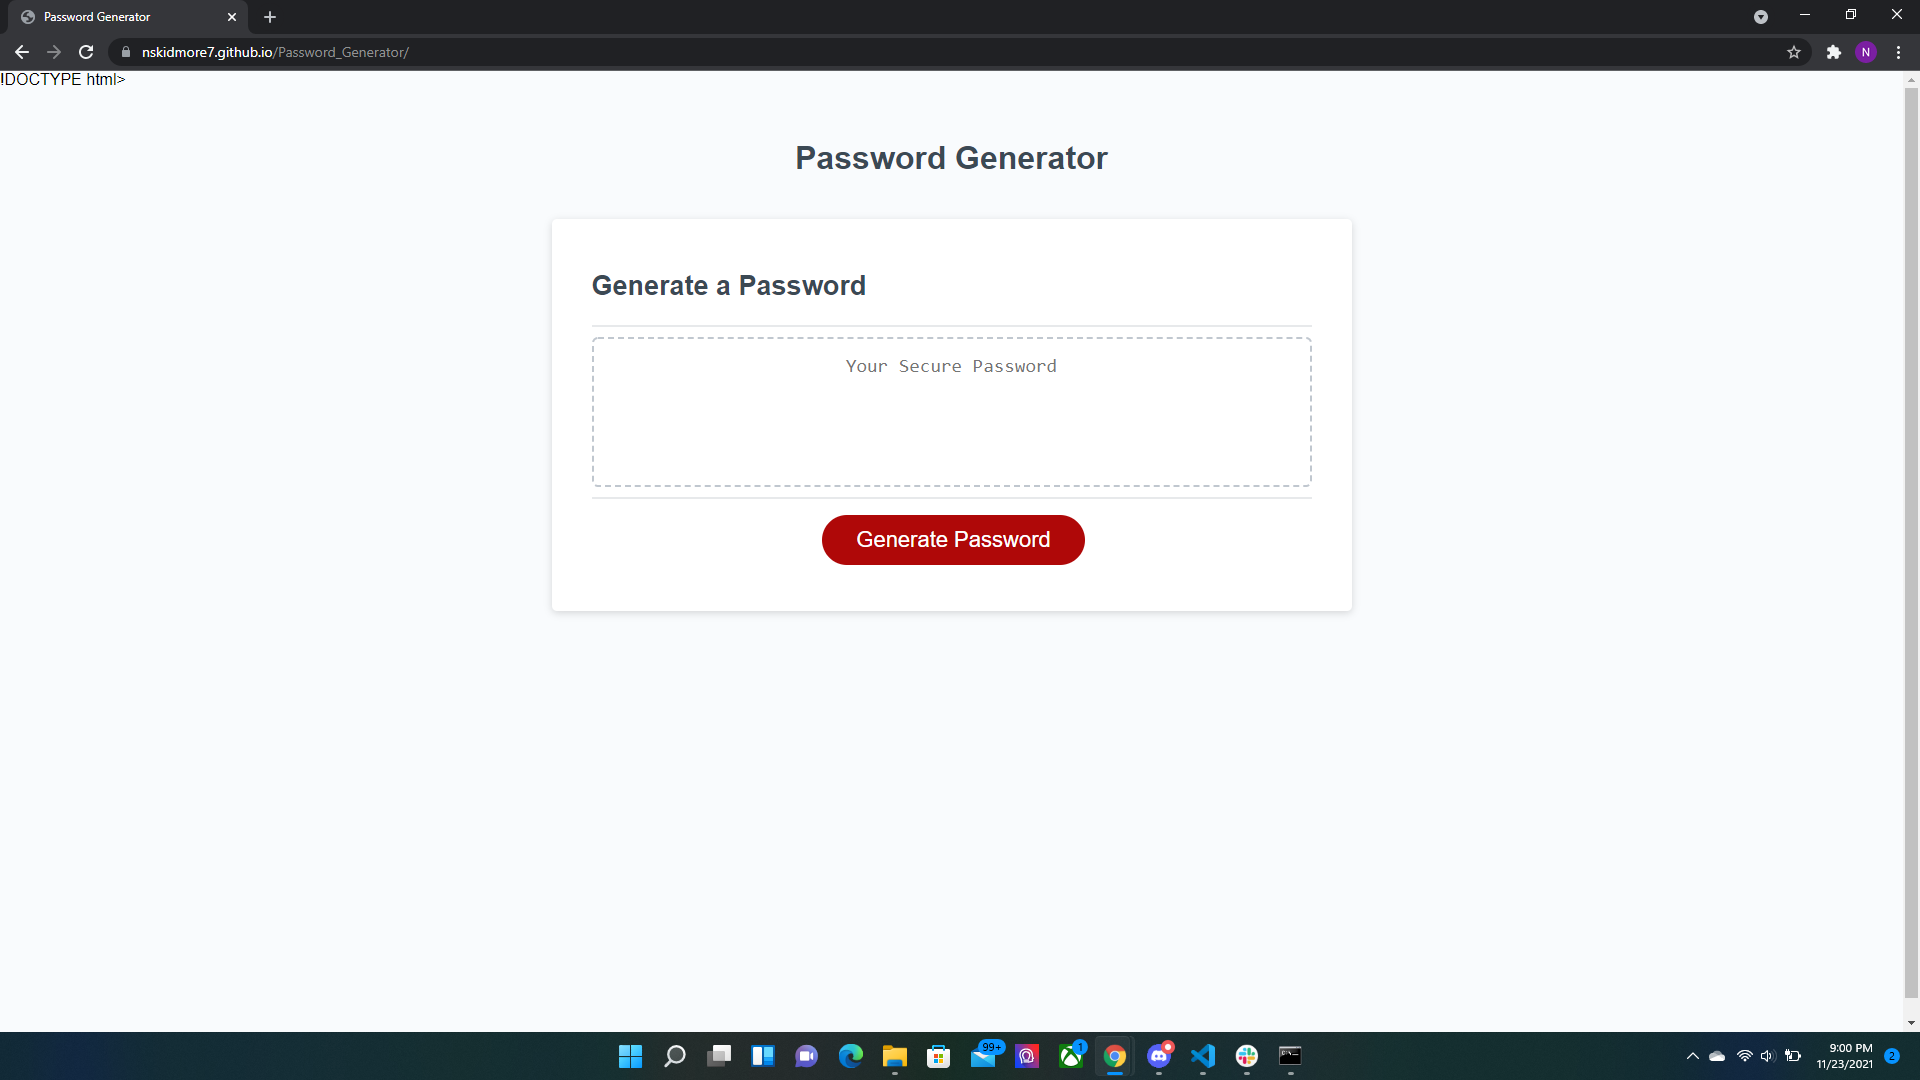 Password Generator
nskidmore7.github.io/Password_Generator/
N
!DOCTYPE html>
Password Generator
Generate a Password
Your Secure Password
Generate Password
99+
1
9:00 PM
11/23/2021
2